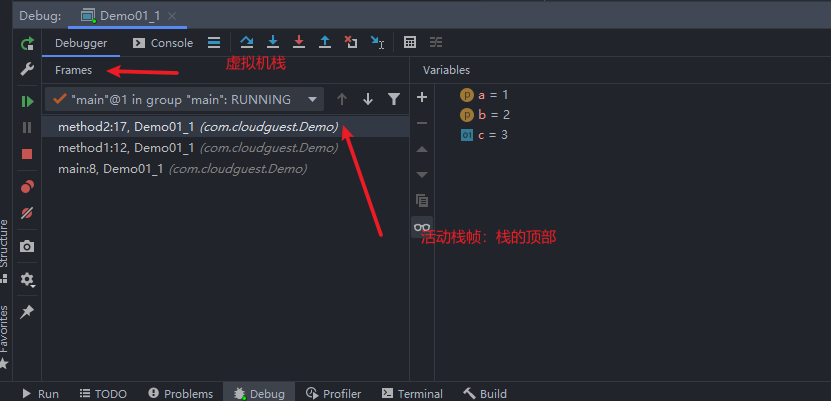 Debug: Demo01_1
Debugger Console
虚拟机栈
Frames
Variables
"main"@1 in group "main": RUNNING
method2:17, Demo01_1 (com.cloudguest.Demo)
method1:12, Demo01_1 (com.cloudguest.Demo)
main:8, Demo01_1 (com.cloudguest.Demo)
p a = 1
p b = 2
01 c = 3
活动栈帧：栈的顶部
Structure
Favorites
Run TODO Problems Debug Profiler Terminal Build